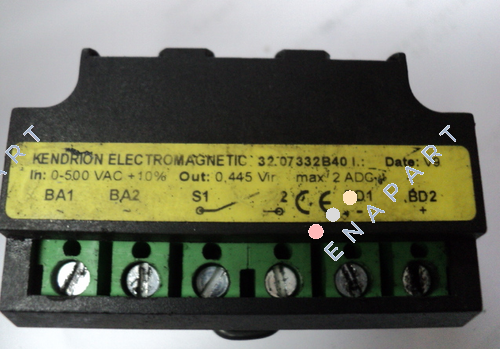 KENDRION ELECTROMAGNETIC 32 07332B40 I.: Date:
In: 0-500 VAC +10% Out: 0,445 Vin max 2 ADC
BA1 BA2 S1 2 CE BD1 BD2
~ ~ - +
ENAPART